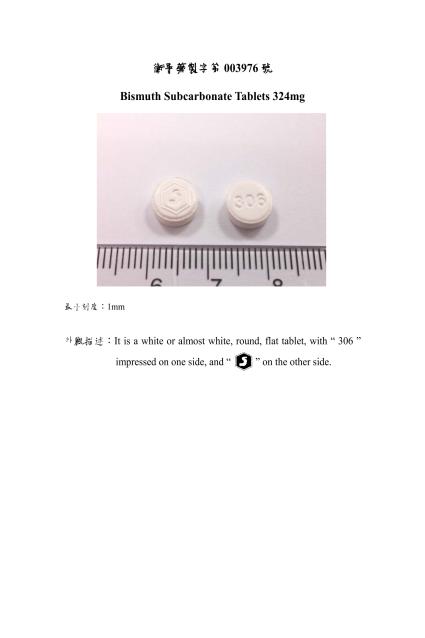 衛署藥製字第 003976 號
Bismuth Subcarbonate Tablets 324mg
S 306
6 7 8
最小刻度：1mm
外觀描述：It is a white or almost white, round, flat tablet, with “ 306 ”
impressed on one side, and “ S ” on the other side.